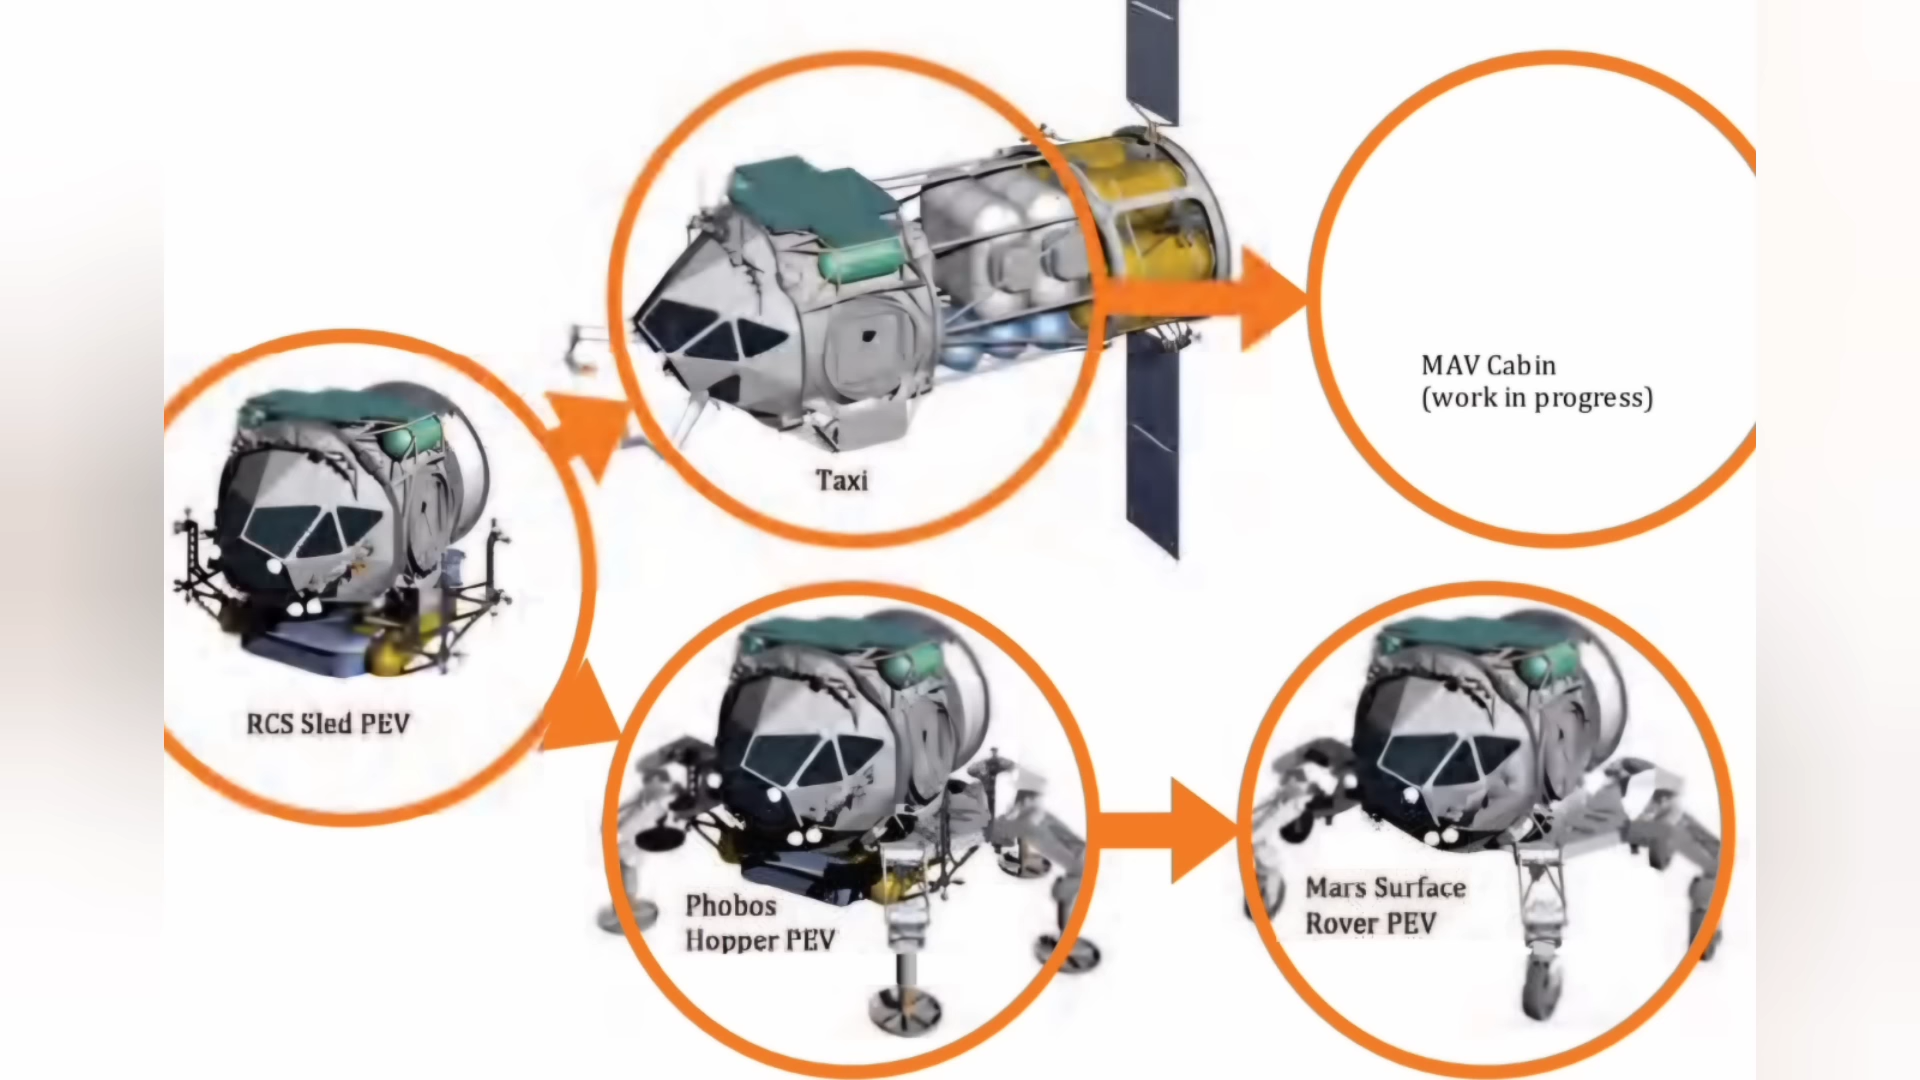 Taxi
MAV Cabin
(work in progress)
RCS Sled PEV
Phobos
Hopper PEV
Mars Surface
Rover PEV